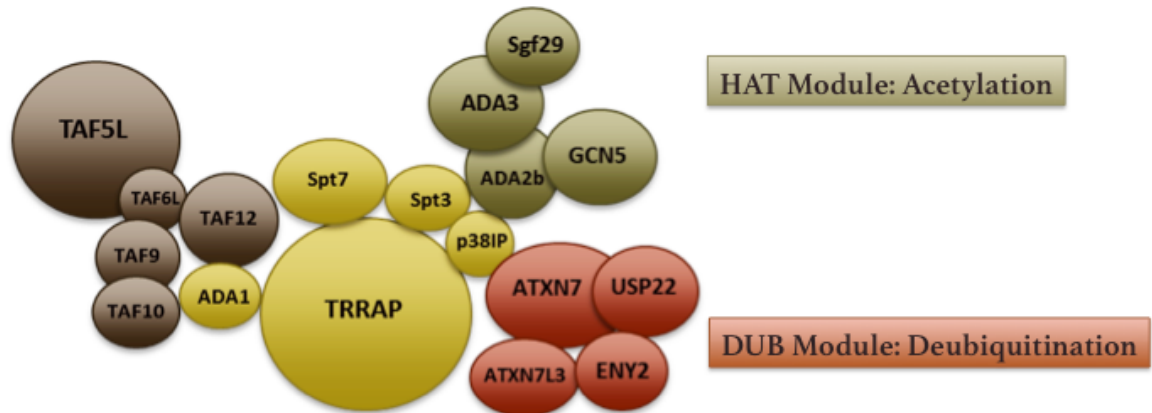 Sgf29
HAT Module: Acetylation
ADA3
TAF5L
GCN5
Spt7
ADA2b
TAF6L
Spt3
TAF12
p38IP
TAF9
ATXN7
USP22
ADA1
TRRAP
TAF10
DUB Module: Deubiquitination
ATXN7L3
ENY2